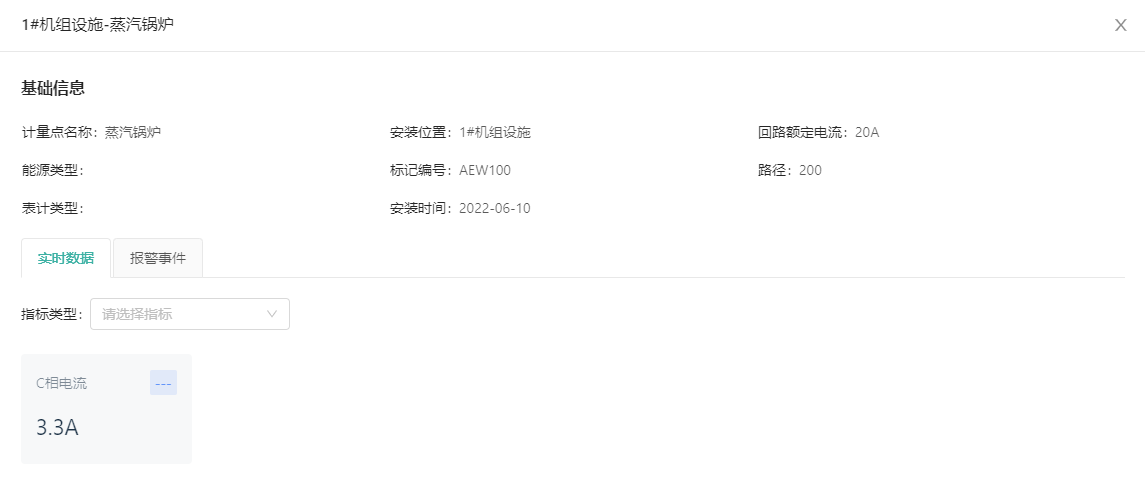 1#机组设施-蒸汽锅炉
基础信息
计量点名称：蒸汽锅炉 安装位置：1#机组设施 回路额定电流：20A
能源类型： 标记编号：AEW100 路径：200
表计类型： 安装时间：2022-06-10
实时数据 报警事件
指标类型： 请选择指标
C相电流 ---
3.3A